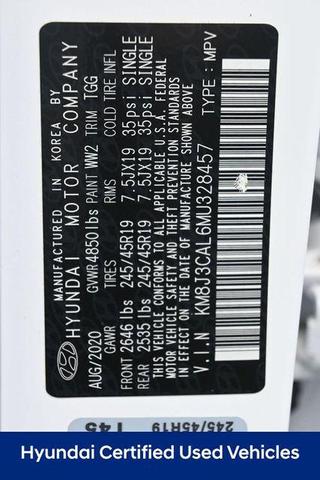 MANUFACTURED IN KOREA BY
HYUNDAI MOTOR COMPANY
AUG/2020 GVWR 4850 lbs PAINT WW2 TRIM TGG
GAWR TIRES RIMS COLD TIRE INFL
FRONT 2646 lbs 245/45R19 7.5JX19 35psi SINGLE
REAR 2595 lbs 245/45R19 7.5JX19 35psi SINGLE
THIS VEHICLE CONFORMS TO ALL APPLICABLE U.S.A. FEDERAL
MOTOR VEHICLE SAFETY AND THEFT PREVENTION STANDARDS
IN EFFECT ON THE DATE OF MANUFACTURE SHOWN ABOVE
V.I.N : KM8J3CAL6MU328457 TYPE : MPV
245/45R19
Hyundai Certified Used Vehicles